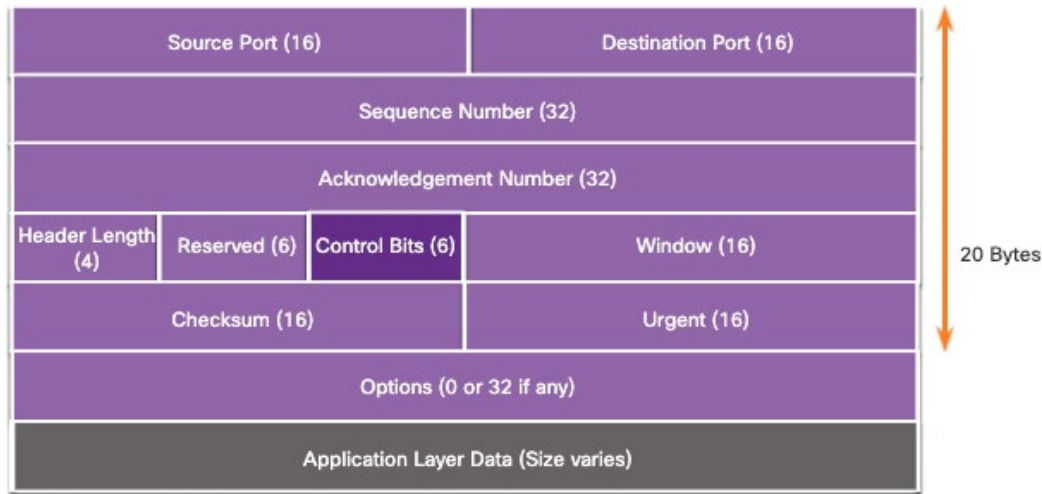 Source Port (16)
Destination Port (16)
Sequence Number (32)
Acknowledgement Number (32)
Header Length
(4)
Reserved (6)
Control Bits (6)
Window (16)
20 Bytes
Checksum (16)
Urgent (16)
Options (0 or 32 if any)
Application Layer Data (Size varies)